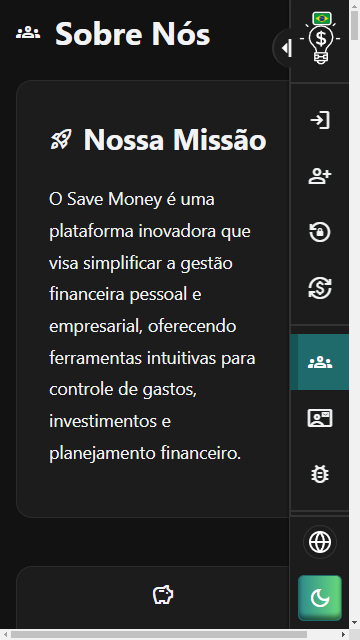 Sobre Nós
Nossa Missão
O Save Money é uma
plataforma inovadora que
visa simplificar a gestão
financeira pessoal e
empresarial, oferecendo
ferramentas intuitivas para
controle de gastos,
investimentos e
planejamento financeiro.